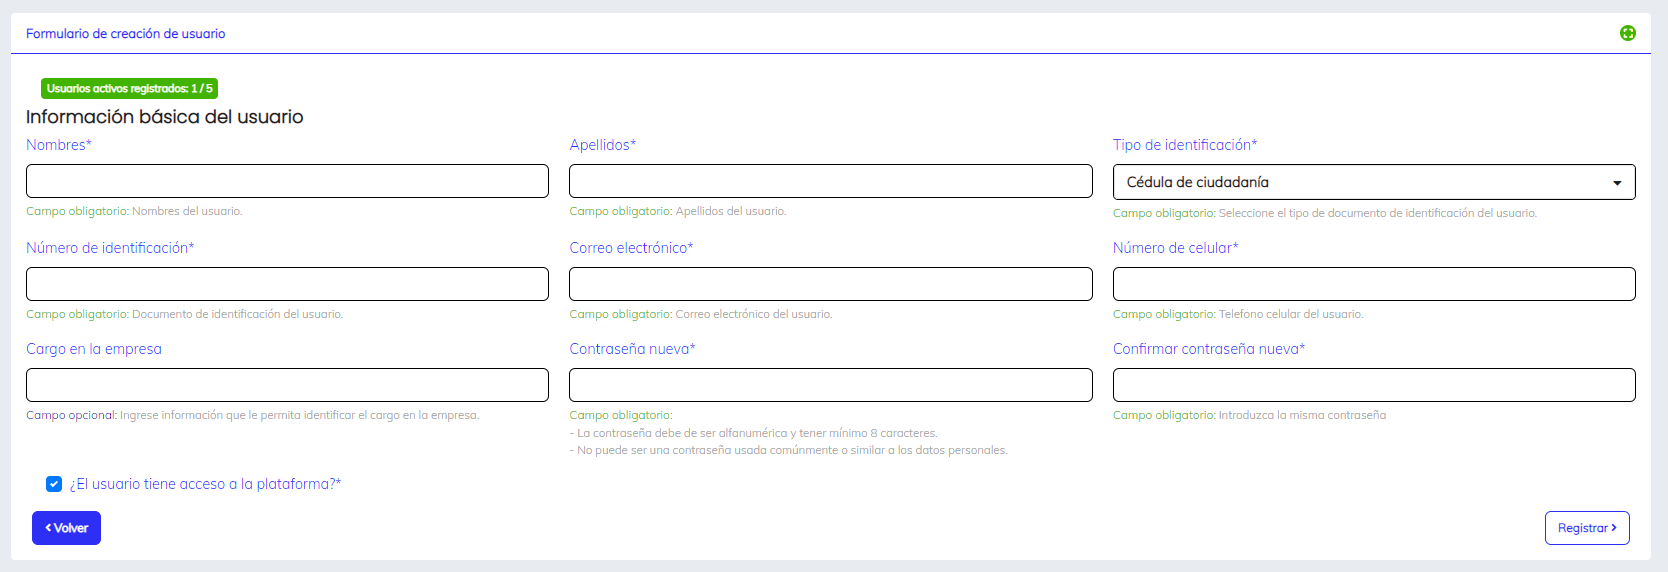 Formulario de creación de usuario
Usuarios activos registrados: 1 / 5
Información básica del usuario
Nombres*
Apellidos*
Tipo de identificación*
Cédula de ciudadanía
Campo obligatorio: Nombres del usuario.
Campo obligatorio: Apellidos del usuario.
Campo obligatorio: Seleccione el tipo de documento de identificación del usuario.
Número de identificación*
Correo electrónico*
Número de celular*
Campo obligatorio: Documento de identificación del usuario.
Campo obligatorio: Correo electrónico del usuario.
Campo obligatorio: Telefono celular del usuario.
Cargo en la empresa
Contraseña nueva*
Confirmar contraseña nueva*
Campo opcional: Ingrese información que le permita identificar el cargo en la empresa.
Campo obligatorio:
- La contraseña debe de ser alfanumérica y tener mínimo 8 caracteres.
- No puede ser una contraseña usada comúnmente o similar a los datos personales.
Campo obligatorio: Introduzca la misma contraseña
¿El usuario tiene acceso a la plataforma?*
Volver
Registrar